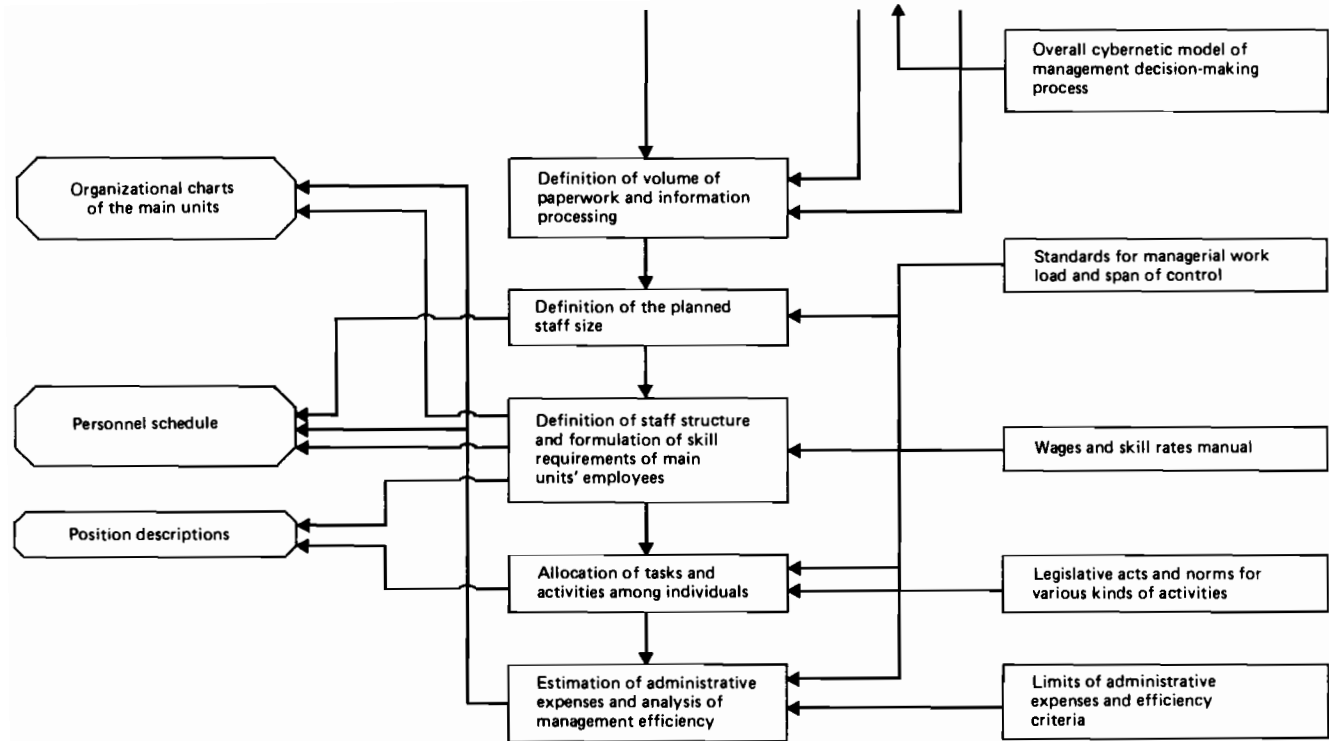 Overall cybernetic model of
management decision-making
process
Organizational charts
of the main units
Definition of volume of
paperwork and information
processing
Standards for managerial work
load and span of control
Definition of the planned
staff size
Personnel schedule
Definition of staff structure
and formulation of skill
requirements of main
units' employees
Wages and skill rates manual
Position descriptions
Allocation of tasks and
activities among individuals
Legislative acts and norms for
various kinds of activities
Estimation of administrative
expenses and analysis of
management efficiency
Limits of administrative
expenses and efficiency
criteria